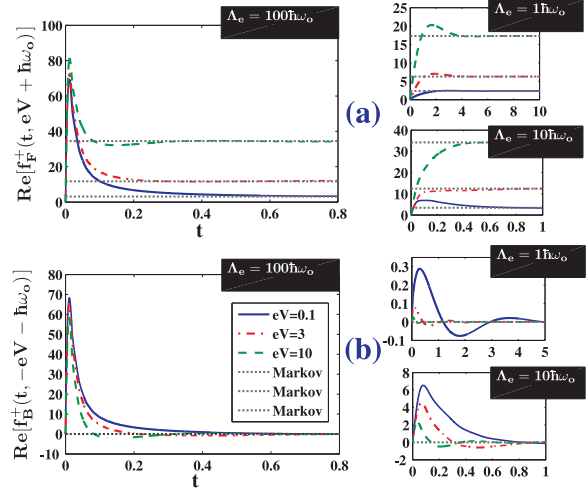 Λe = 100ħωo
Re[f⁺F(t, eV + ħωo)]
100
80
60
40
20
0
0 0.2 0.4 0.6 0.8
t
(a)
Λe = 1ħωo
25
20
15
10
5
0
0 2 4 6 8 10
Λe = 10ħωo
40
30
20
10
0
0 0.2 0.4 0.6 0.8 1
Λe = 100ħωo
Re[f⁺B(t, −eV − ħωo)]
80
70
60
50
40
30
20
10
0
-10
0 0.2 0.4 0.6 0.8
t
eV=0.1
eV=3
eV=10
Markov
Markov
Markov
(b)
Λe = 1ħωo
0.3
0.2
0.1
0
-0.1
0 1 2 3 4 5
Λe = 10ħωo
8
6
4
2
0
-2
0 0.2 0.4 0.6 0.8 1